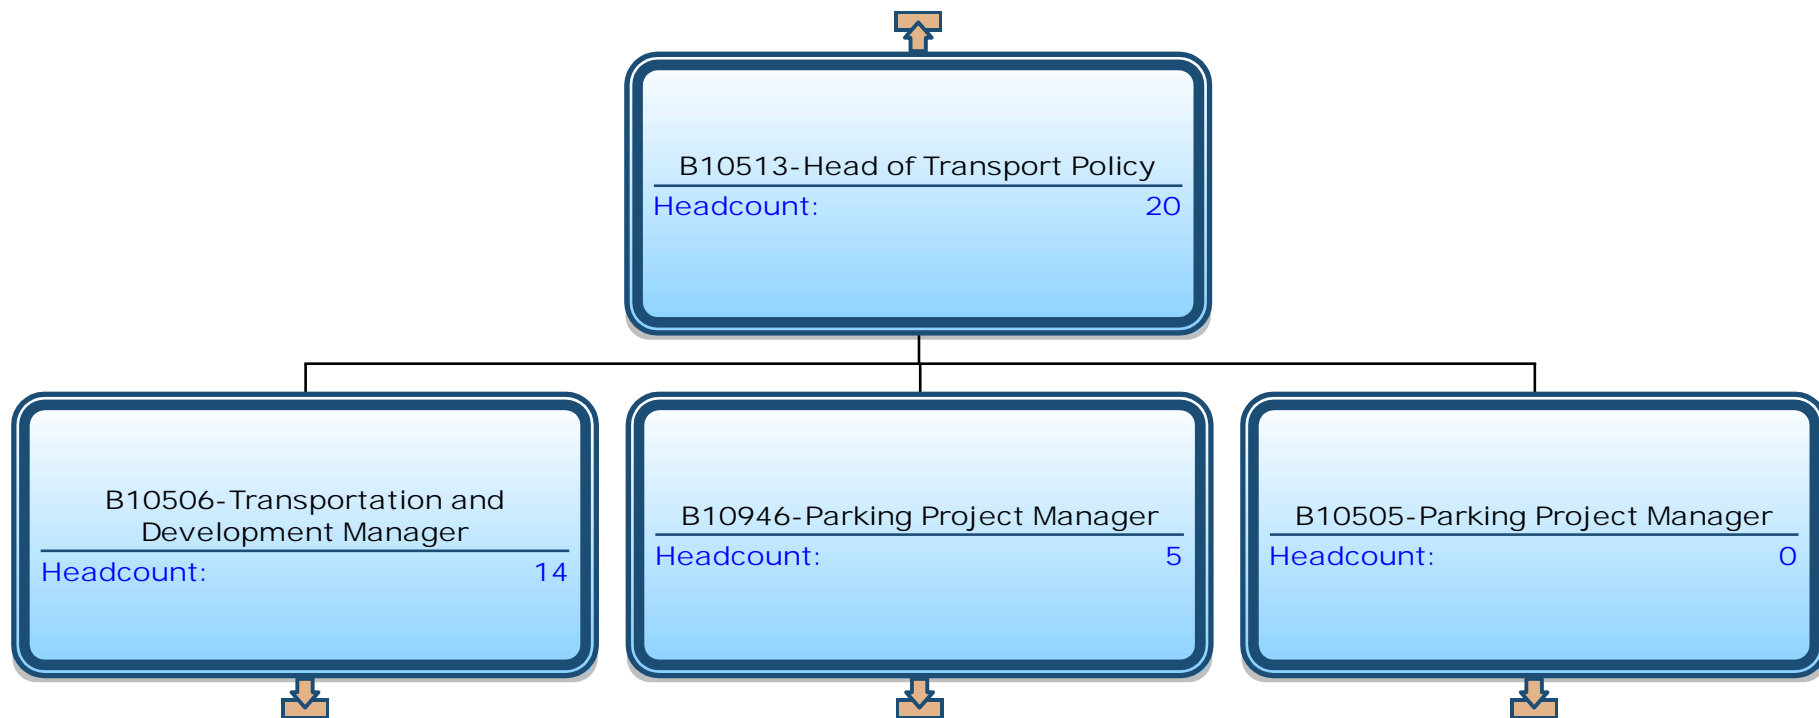 B10513-Head of Transport Policy
Headcount: 20
B10506-Transportation and
Development Manager
Headcount: 14
B10946-Parking Project Manager
Headcount: 5
B10505-Parking Project Manager
Headcount: 0